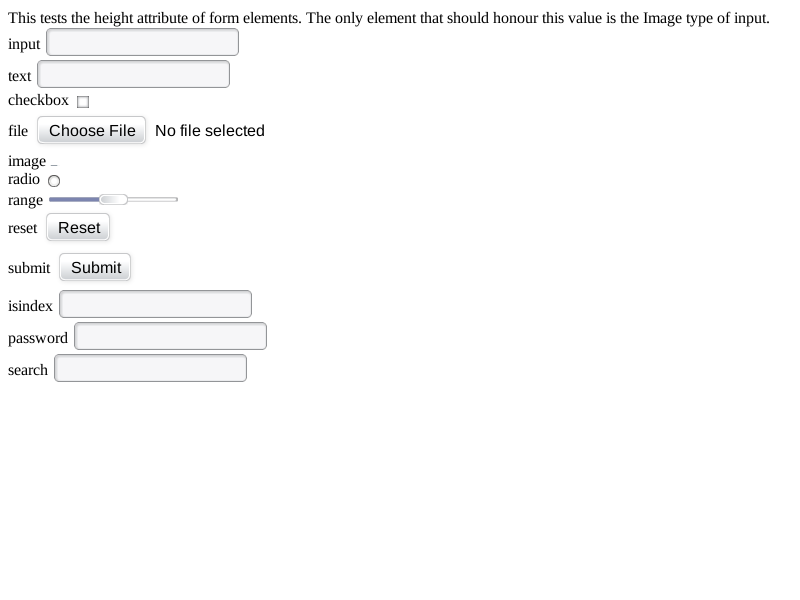 This tests the height attribute of form elements. The only element that should honour this value is the Image type of input.
input
text
checkbox
file Choose File No file selected
image
radio
range
reset Reset
submit Submit
isindex
password
search